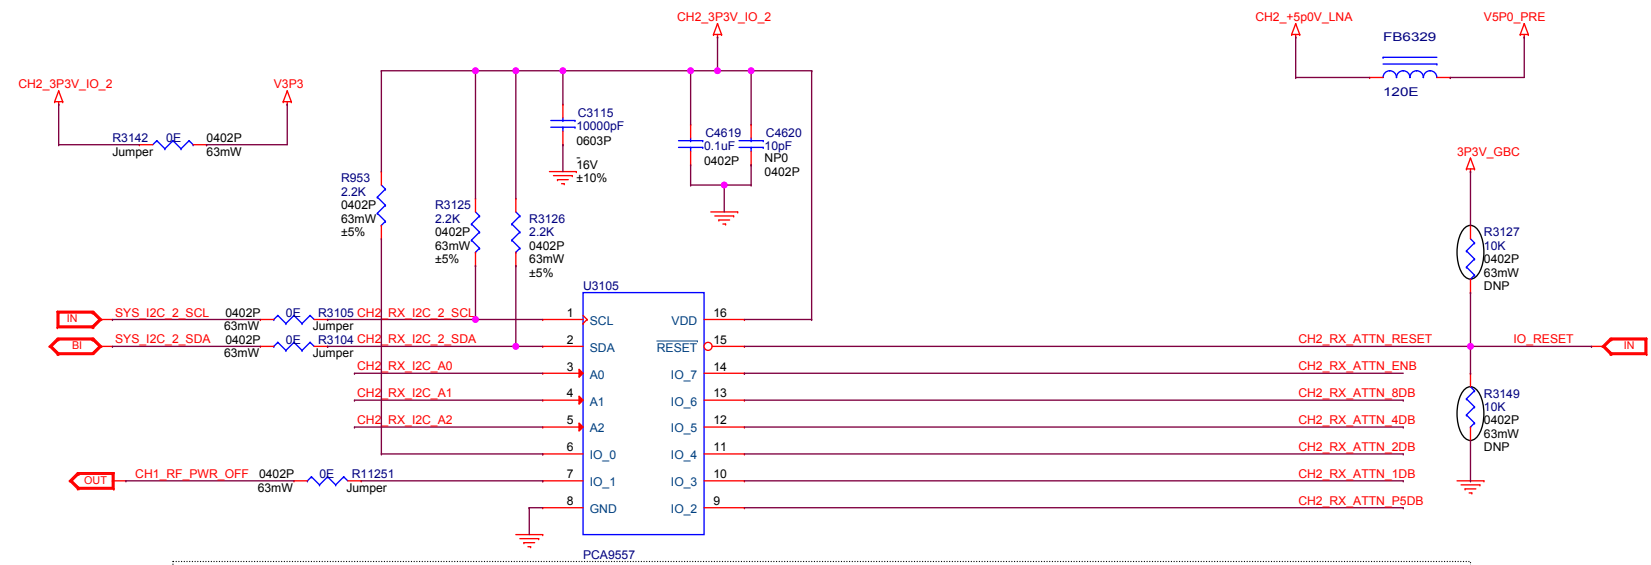 CH2_3P3V_IO_2
CH2_+5p0V_LNA
V5P0_PRE
FB6329
120E
CH2_3P3V_IO_2
V3P3
R3142
0E
0402P
Jumper
63mW
C3115
10000pF
0603P
16V
±10%
C4619
0.1uF
0402P
C4620
10pF
NP0
0402P
3P3V_GBC
R953
2.2K
0402P
63mW
±5%
R3125
2.2K
0402P
63mW
±5%
R3126
2.2K
0402P
63mW
±5%
R3127
10K
0402P
63mW
DNP
U3105
IN
SYS_I2C_2_SCL
0402P
63mW
0E
R3105
Jumper
CH2_RX_I2C_2_SCL
1
SCL
VDD
16
BI
SYS_I2C_2_SDA
0402P
63mW
0E
R3104
Jumper
CH2_RX_I2C_2_SDA
2
SDA
RESET
15
CH2_RX_ATTN_RESET
IO_RESET
IN
CH2_RX_I2C_A0
3
A0
IO_7
14
CH2_RX_ATTN_ENB
CH2_RX_I2C_A1
4
A1
IO_6
13
CH2_RX_ATTN_8DB
CH2_RX_I2C_A2
5
A2
IO_5
12
CH2_RX_ATTN_4DB
6
IO_0
IO_4
11
CH2_RX_ATTN_2DB
OUT
CH1_RF_PWR_OFF
0402P
63mW
0E
R11251
Jumper
7
IO_1
IO_3
10
CH2_RX_ATTN_1DB
8
GND
IO_2
9
CH2_RX_ATTN_P5DB
R3149
10K
0402P
63mW
DNP
PCA9557